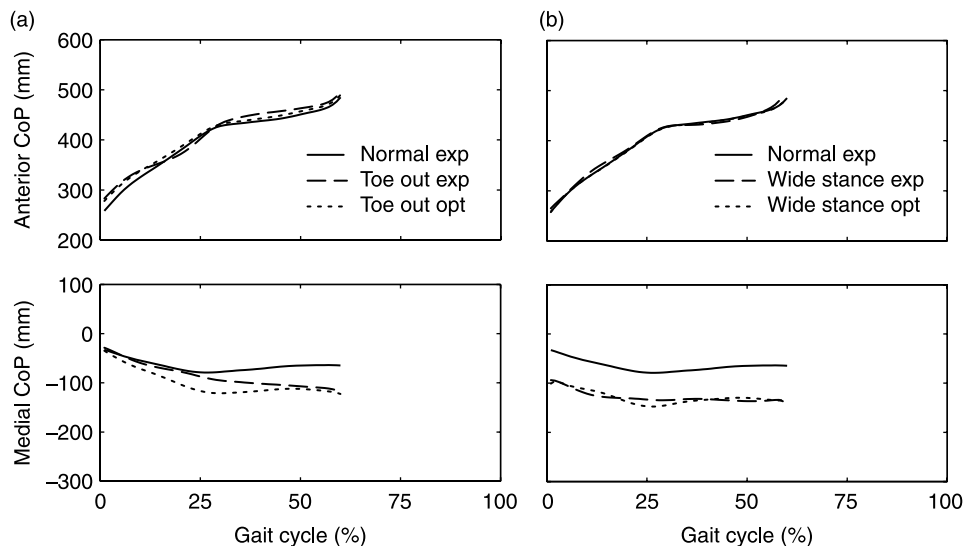 (a)
(b)
600
500
400
300
200
Anterior CoP (mm)
Normal exp
Toe out exp
Toe out opt
Normal exp
Wide stance exp
Wide stance opt
100
0
−100
−200
−300
Medial CoP (mm)
0 25 50 75 100
0 25 50 75 100
Gait cycle (%)
Gait cycle (%)